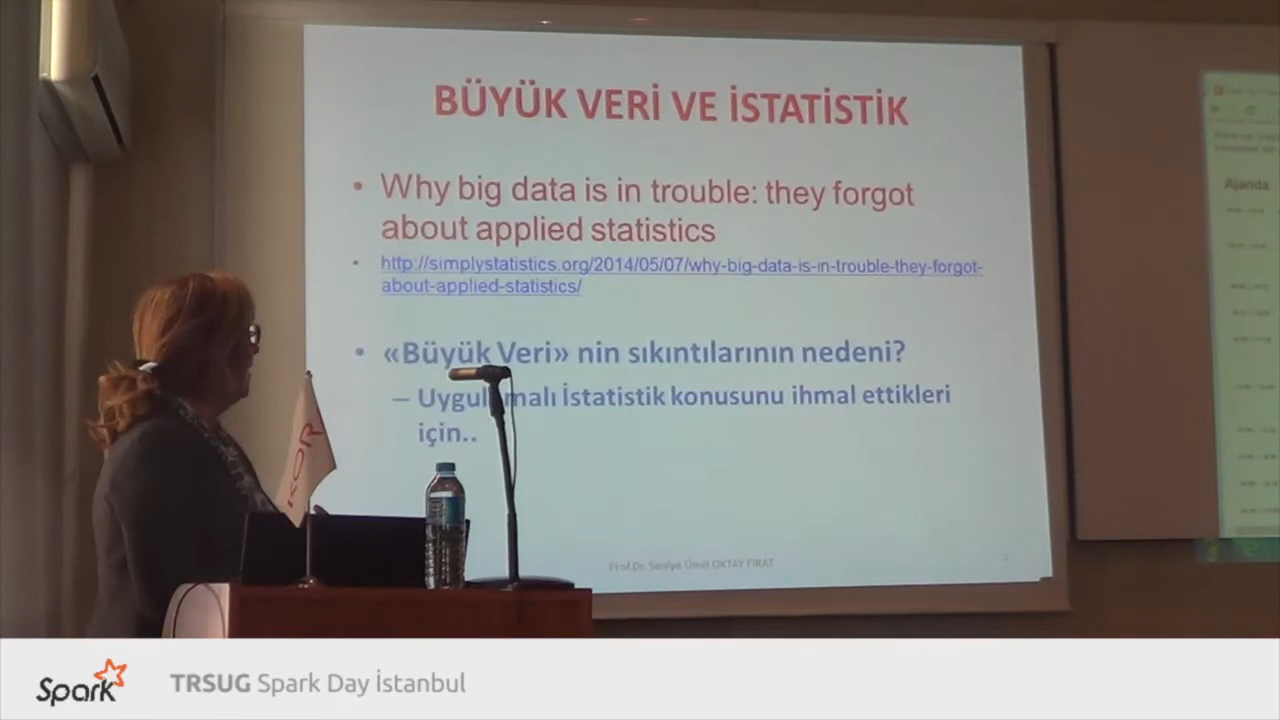 BÜYÜK VERİ VE İSTATİSTİK
• Why big data is in trouble: they forgot
about applied statistics
• http://simplystatistics.org/2014/05/07/why-big-data-is-in-trouble-they-forgot-
about-applied-statistics/
• «Büyük Veri» nin sıkıntılarının nedeni?
– Uygulamalı İstatistik konusunu ihmal ettikleri
için..
Prof.Dr. Seniye Ümit OKTAY FIRAT
Ajanda
Spark
TRSUG Spark Day İstanbul